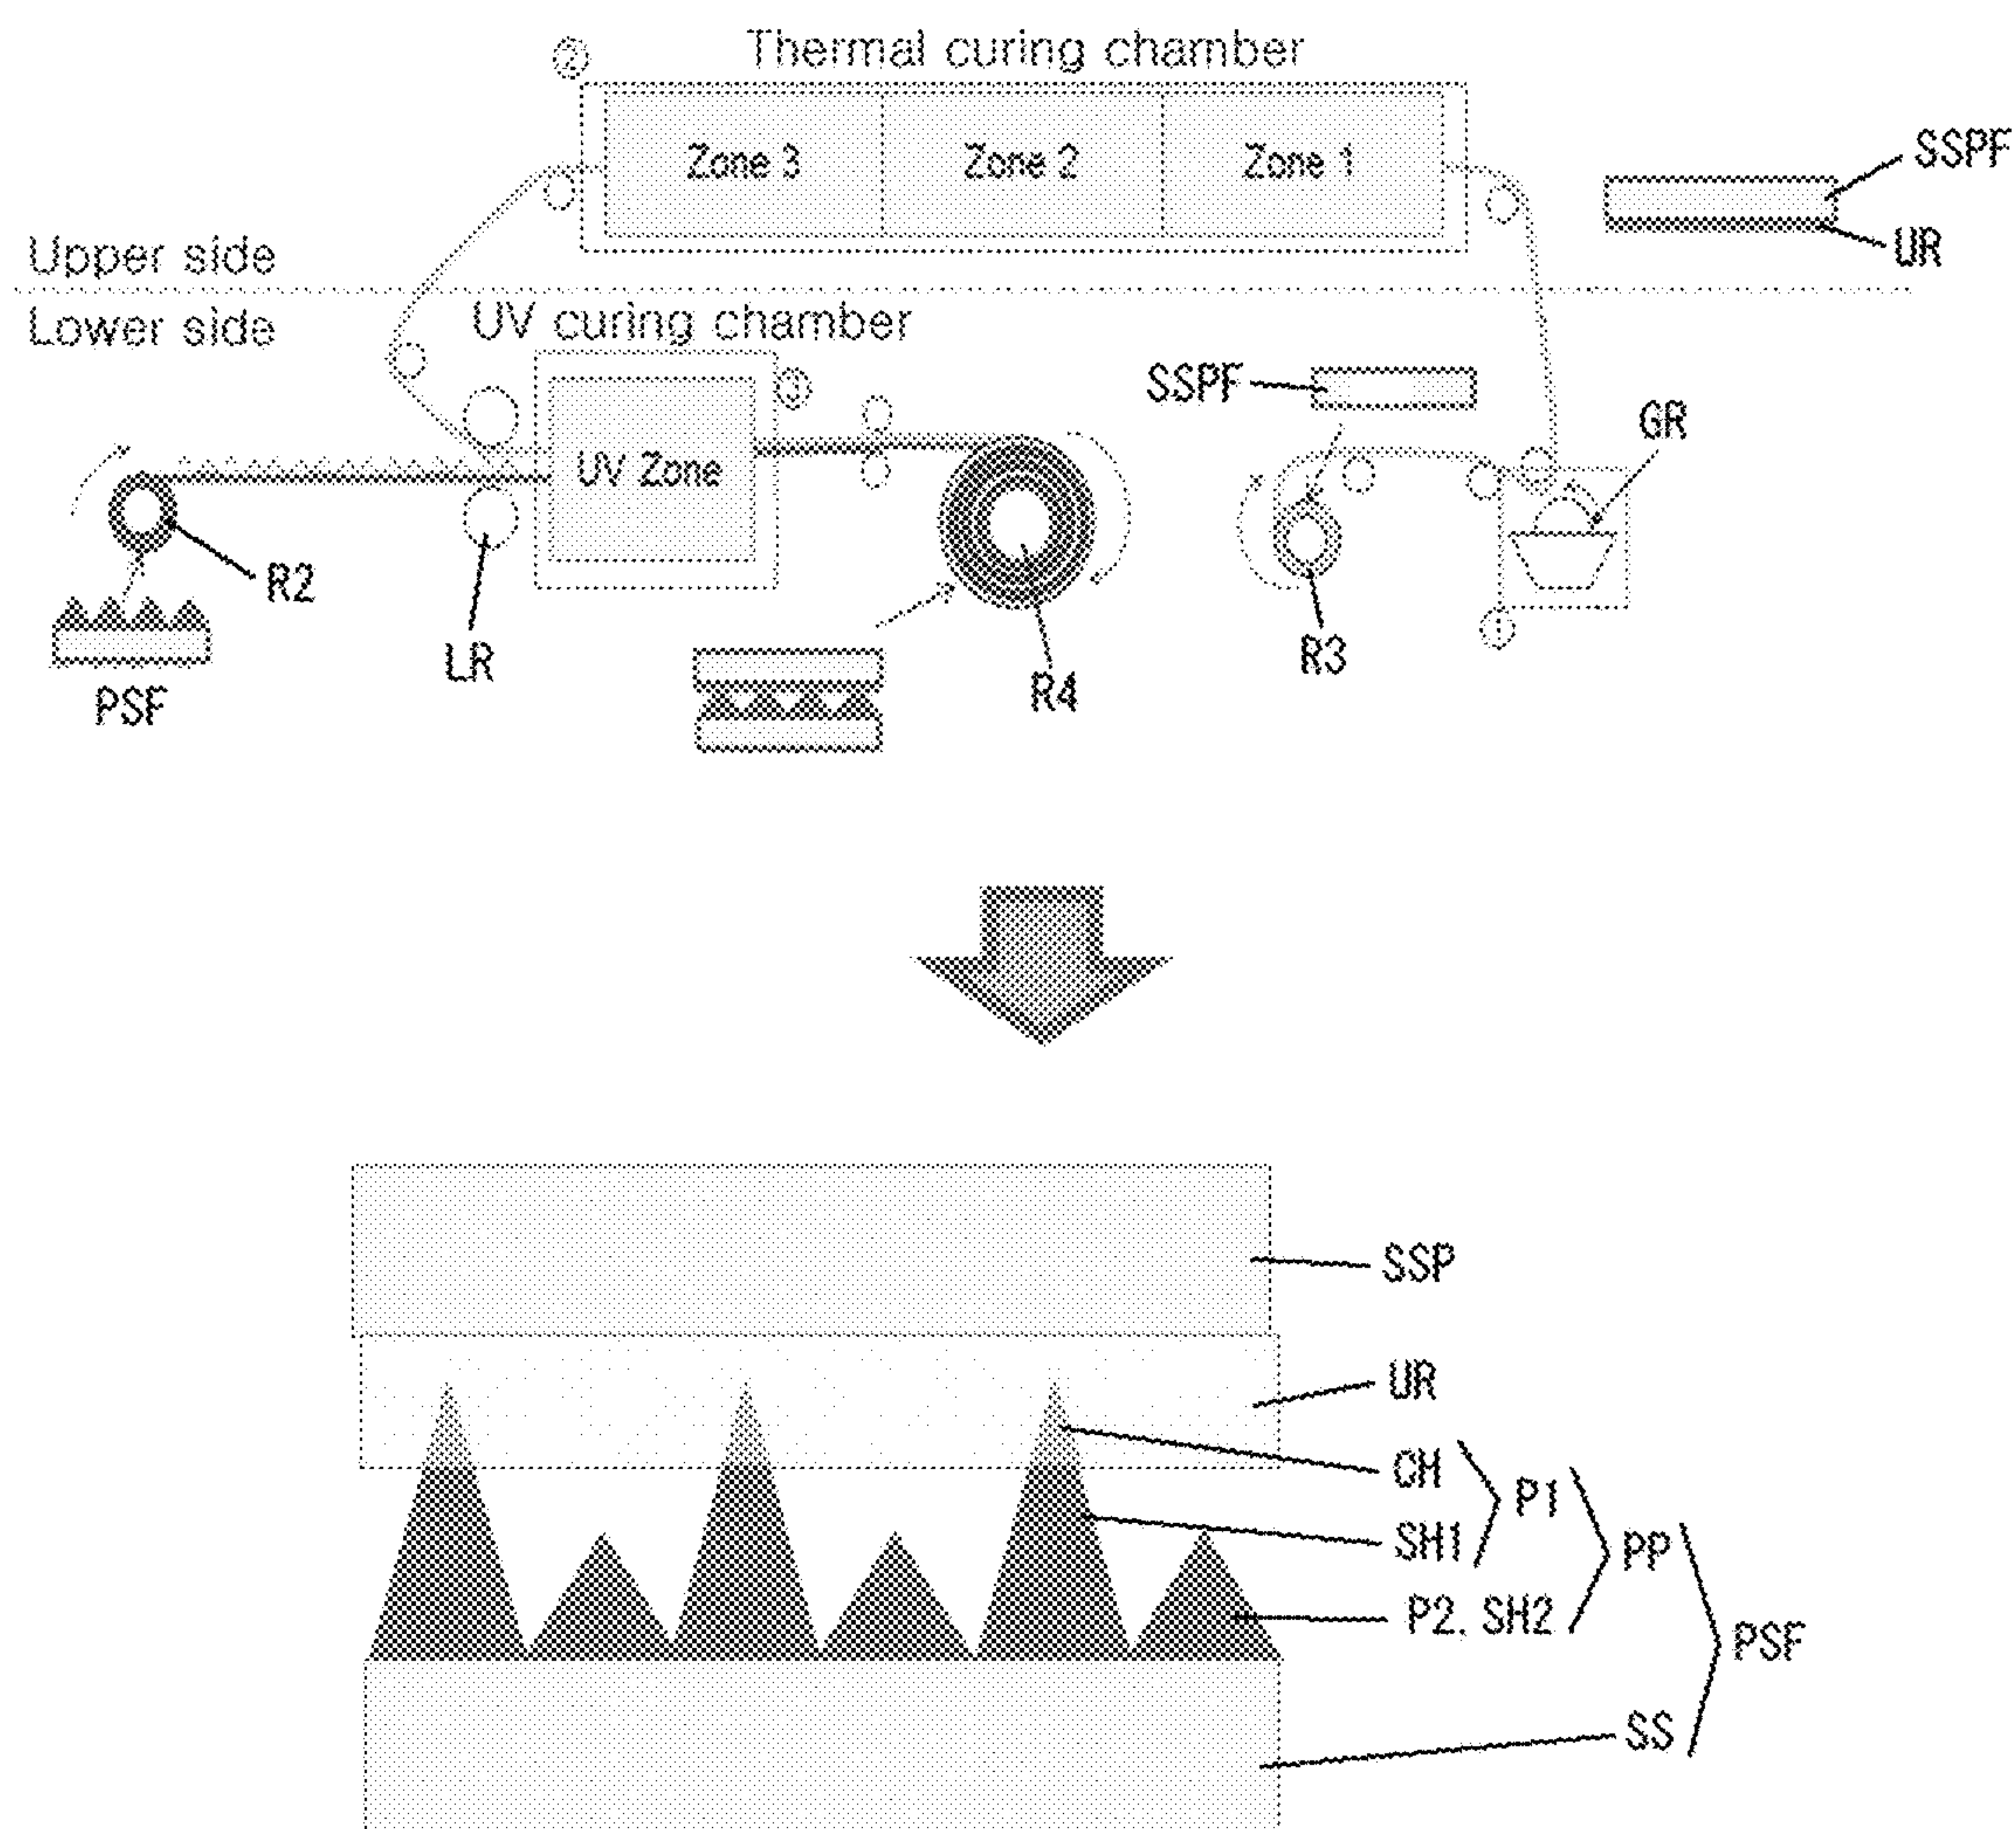 ② Thermal curing chamber
Zone 3 Zone 2 Zone 1
SSPF
UR
Upper side
Lower side
UV curing chamber
③
SSPF
GR
UV Zone
R2
LR
PSF
R4
R3
①
SSP
UR
CH
P1
SH1
PP
P2, SH2
PSF
SS